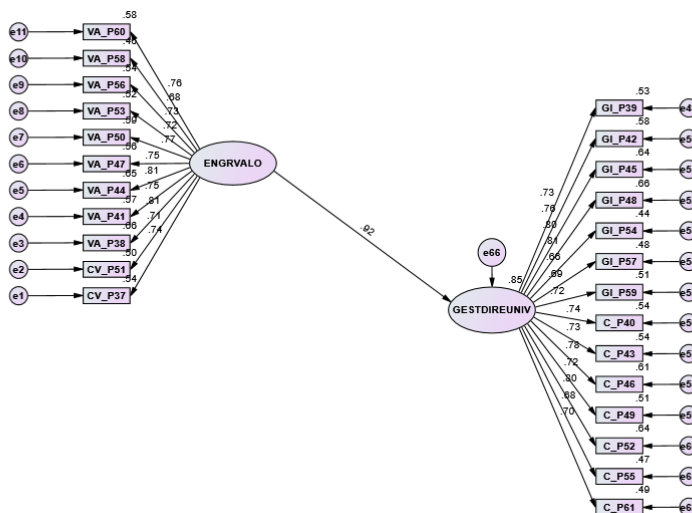 .58
e11 VA_P60
.46
e10 VA_P58
.54
e9 VA_P56
.52
e8 VA_P53
.59
e7 VA_P50
.56
e6 VA_P47
.65
e5 VA_P44
.57
e4 VA_P41
.66
e3 VA_P38
.50
e2 CV_P51
.54
e1 CV_P37
.76
.68
.73
.72
.77
.75
.81
.75
.81
.71
.74
ENGRVALO
.92
e66
.85
GESTDIREUNIV
.73
.76
.80
.81
.66
.69
.72
.74
.73
.78
.72
.80
.68
.70
.53
GI_P39
.58
GI_P42
.64
GI_P45
.66
GI_P48
.44
GI_P54
.48
GI_P57
.51
GI_P59
.54
C_P40
.54
C_P43
.61
C_P46
.51
C_P49
.64
C_P52
.47
C_P55
.49
C_P61